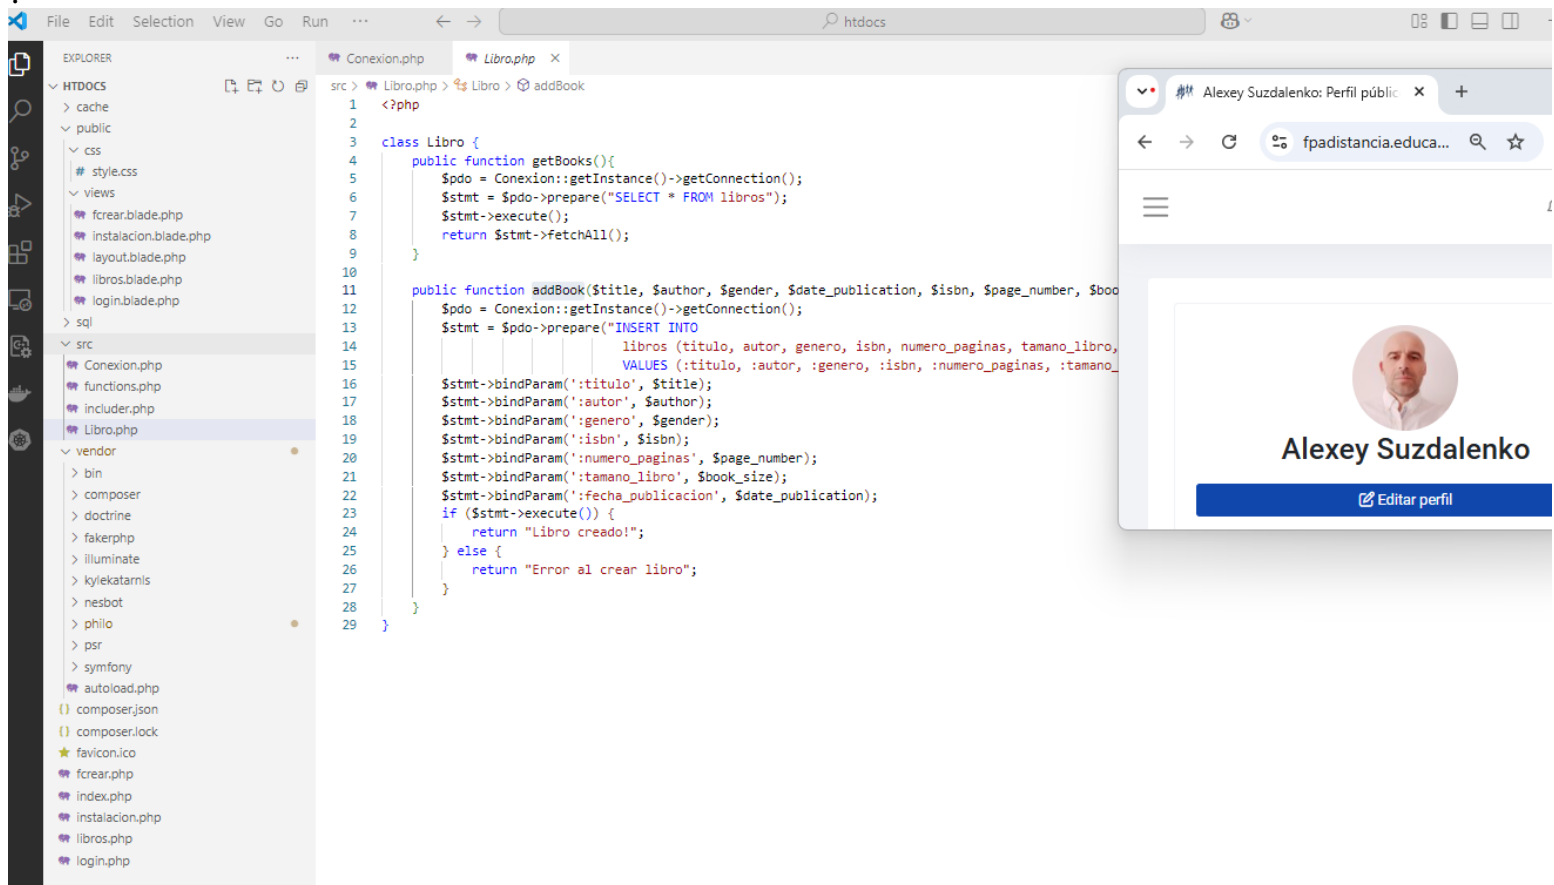 File Edit Selection View Go Run ··· htdocs
EXPLORER ···
HTDOCS
cache
public
css
# style.css
views
fcrear.blade.php
instalacion.blade.php
layout.blade.php
libros.blade.php
login.blade.php
sql
src
Conexion.php
functions.php
includer.php
Libro.php
vendor
bin
composer
doctrine
fakerphp
illuminate
kylekatarnls
nesbot
philo
psr
symfony
autoload.php
{} composer.json
{} composer.lock
favicon.ico
fcrear.php
index.php
instalacion.php
libros.php
login.php
Conexion.php Libro.php ×
src > Libro.php > Libro > addBook
1 <?php
2
3 class Libro {
4 public function getBooks(){
5 $pdo = Conexion::getInstance()->getConnection();
6 $stmt = $pdo->prepare("SELECT * FROM libros");
7 $stmt->execute();
8 return $stmt->fetchAll();
9 }
10
11 public function addBook($title, $author, $gender, $date_publication, $isbn, $page_number, $boo
12 $pdo = Conexion::getInstance()->getConnection();
13 $stmt = $pdo->prepare("INSERT INTO
14 libros (titulo, autor, genero, isbn, numero_paginas, tamano_libro,
15 VALUES (:titulo, :autor, :genero, :isbn, :numero_paginas, :tamano_
16 $stmt->bindParam(':titulo', $title);
17 $stmt->bindParam(':autor', $author);
18 $stmt->bindParam(':genero', $gender);
19 $stmt->bindParam(':isbn', $isbn);
20 $stmt->bindParam(':numero_paginas', $page_number);
21 $stmt->bindParam(':tamano_libro', $book_size);
22 $stmt->bindParam(':fecha_publicacion', $date_publication);
23 if ($stmt->execute()) {
24 return "Libro creado!";
25 } else {
26 return "Error al crear libro";
27 }
28 }
29 }
Alexey Suzdalenko: Perfil públic × +
fpadistancia.educa...
Alexey Suzdalenko
Editar perfil